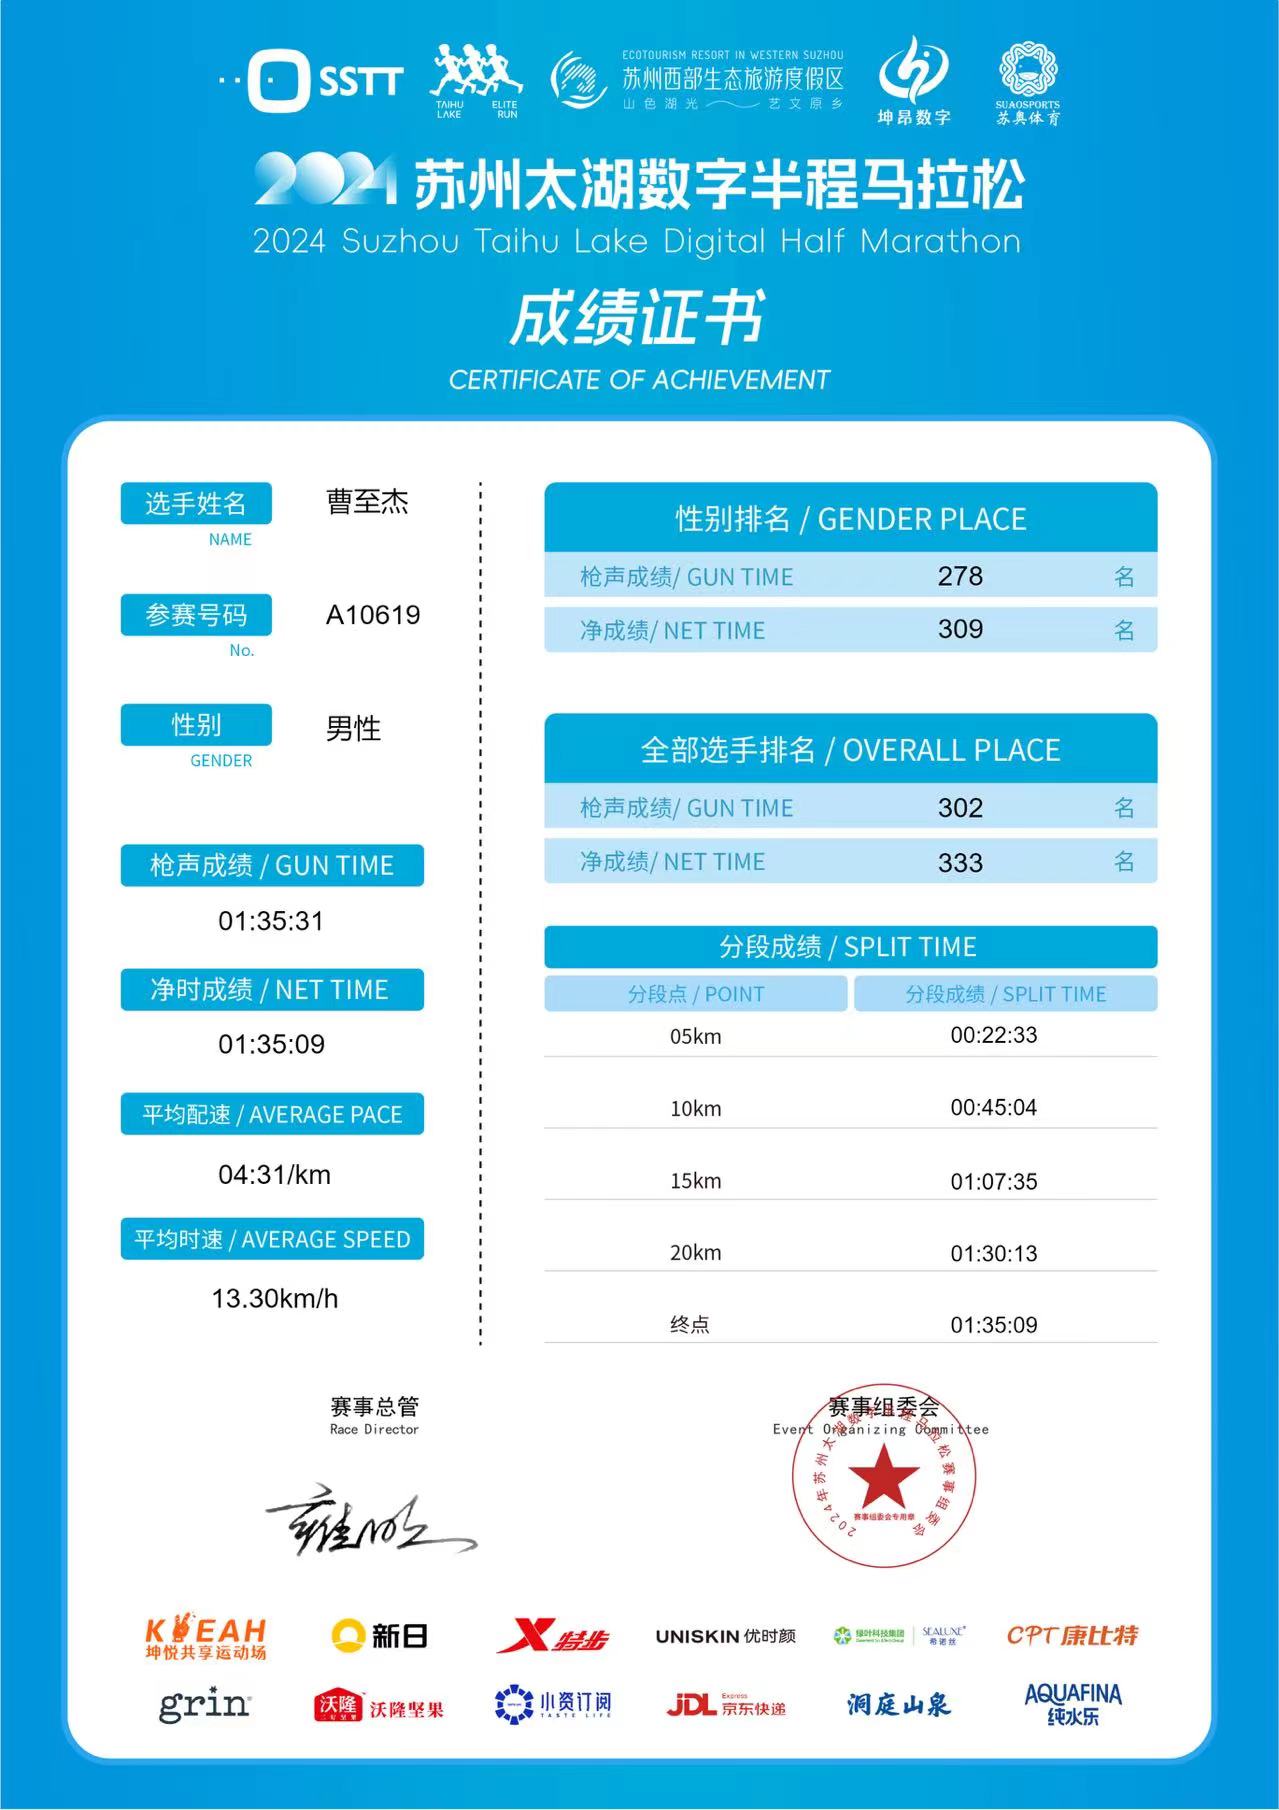 SSTT
TAIHU LAKE ELITE RUN
ECOTOURISM RESORT IN WESTERN SUZHOU
苏州西部生态旅游度假区
山色湖光 艺文原乡
坤昂数字
SUAOSPORTS
苏奥体育
2024 苏州太湖数字半程马拉松
2024 Suzhou Taihu Lake Digital Half Marathon
成绩证书
CERTIFICATE OF ACHIEVEMENT
选手姓名 曹至杰
NAME
参赛号码 A10619
No.
性别 男性
GENDER
枪声成绩 / GUN TIME
01:35:31
净时成绩 / NET TIME
01:35:09
平均配速 / AVERAGE PACE
04:31/km
平均时速 / AVERAGE SPEED
13.30km/h
性别排名 / GENDER PLACE
枪声成绩/ GUN TIME 278 名
净成绩/ NET TIME 309 名
全部选手排名 / OVERALL PLACE
枪声成绩/ GUN TIME 302 名
净成绩/ NET TIME 333 名
分段成绩 / SPLIT TIME
分段点 / POINT 分段成绩 / SPLIT TIME
05km 00:22:33
10km 00:45:04
15km 01:07:35
20km 01:30:13
终点 01:35:09
赛事总管
Race Director
赛事组委会
Event Organizing Committee
2024年苏州太湖数字半程马拉松赛事组委会
赛事组委会专用章
坤悦共享运动场
新日
特步
UNISKIN 优时颜
绿叶科技集团
SEALUXE
希诺丝
CPT 康比特
grin
沃隆
沃隆坚果
小资订阅
TASTE LIFE
JDL Express
京东快递
洞庭山泉
AQUAFINA
纯水乐